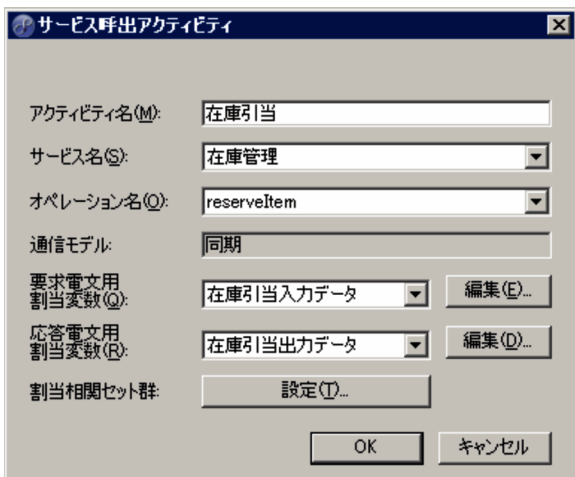 サービス呼出アクティビティ
アクティビティ名(M):
在庫引当
サービス名(S):
在庫管理
オペレーション名(O):
reserveItem
通信モデル:
同期
要求電文用
割当変数(Q):
在庫引当入力データ
編集(E)...
応答電文用
割当変数(R):
在庫引当出力データ
編集(D)...
割当相関セット群:
設定(T)...
OK
キャンセル